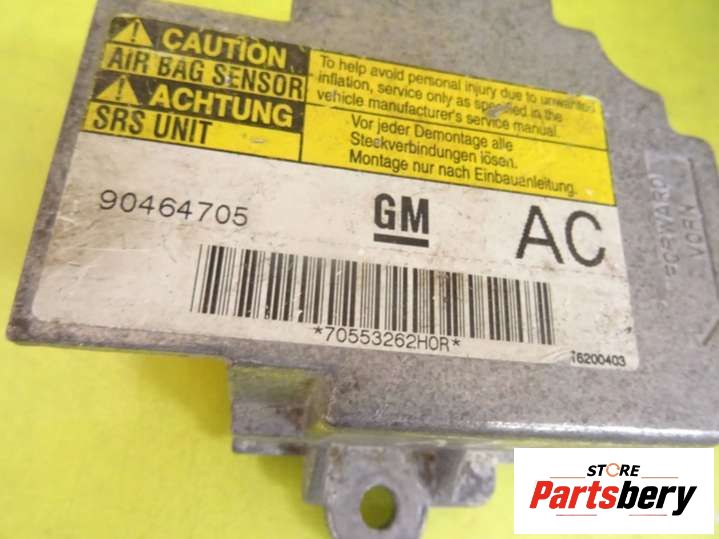 CAUTION
AIR BAG SENSOR
ACHTUNG
SRS UNIT
To help avoid personal injury due to unwanted
inflation, service only as specified in the
vehicle manufacturer's service manual.
Vor jeder Demontage alle
Steckverbindungen lösen.
Montage nur nach Einbauanleitung.
90464705
GM
AC
*70553262H0R*
16200403
FORWARD
VORN
STORE
Partsbery